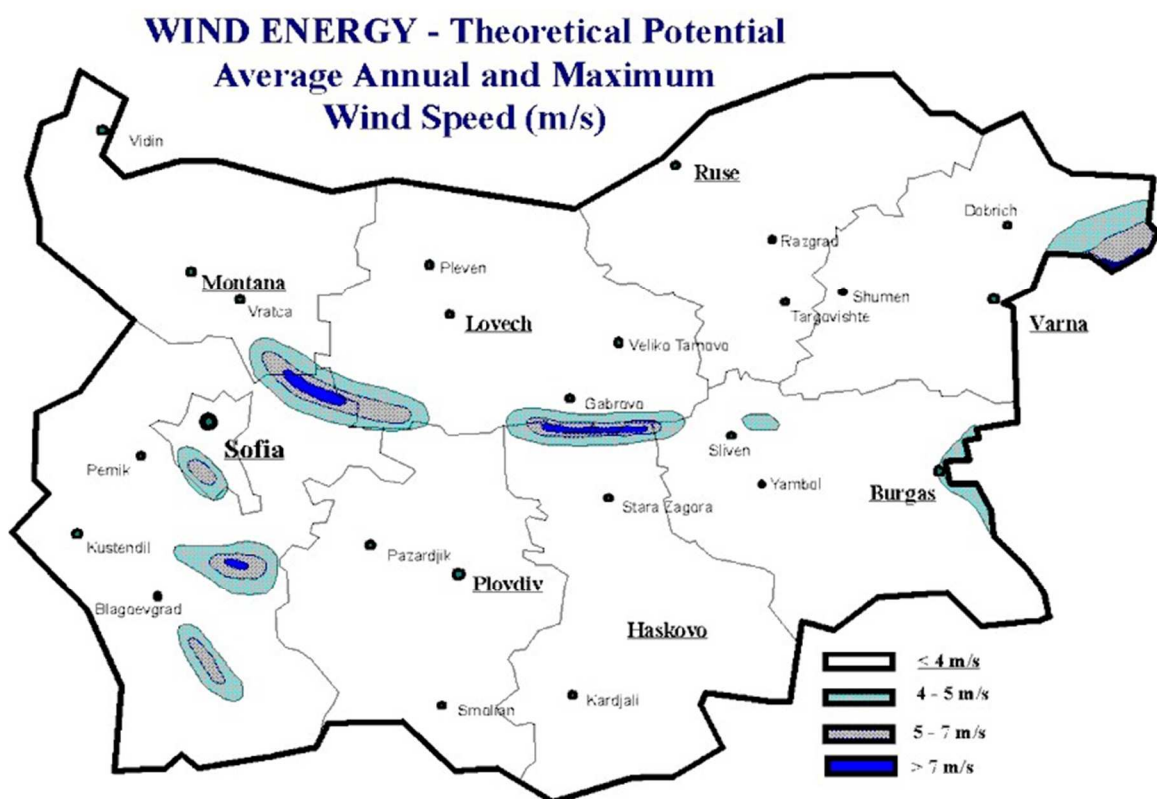 WIND ENERGY - Theoretical Potential
Average Annual and Maximum
Wind Speed (m/s)
Vidin
Ruse
Dobrich
Razgrad
Pleven
Montana
Vratca
Shumen
Targovishte
Varna
Lovech
Veliko Tarnovo
Gabrovo
Sofia
Sliven
Pernik
Yambol
Burgas
Stara Zagora
Kustendil
Pazardjik
Plovdiv
Blagoevgrad
Haskovo
Smolian
Kardjali
< 4 m/s
4 - 5 m/s
5 - 7 m/s
> 7 m/s